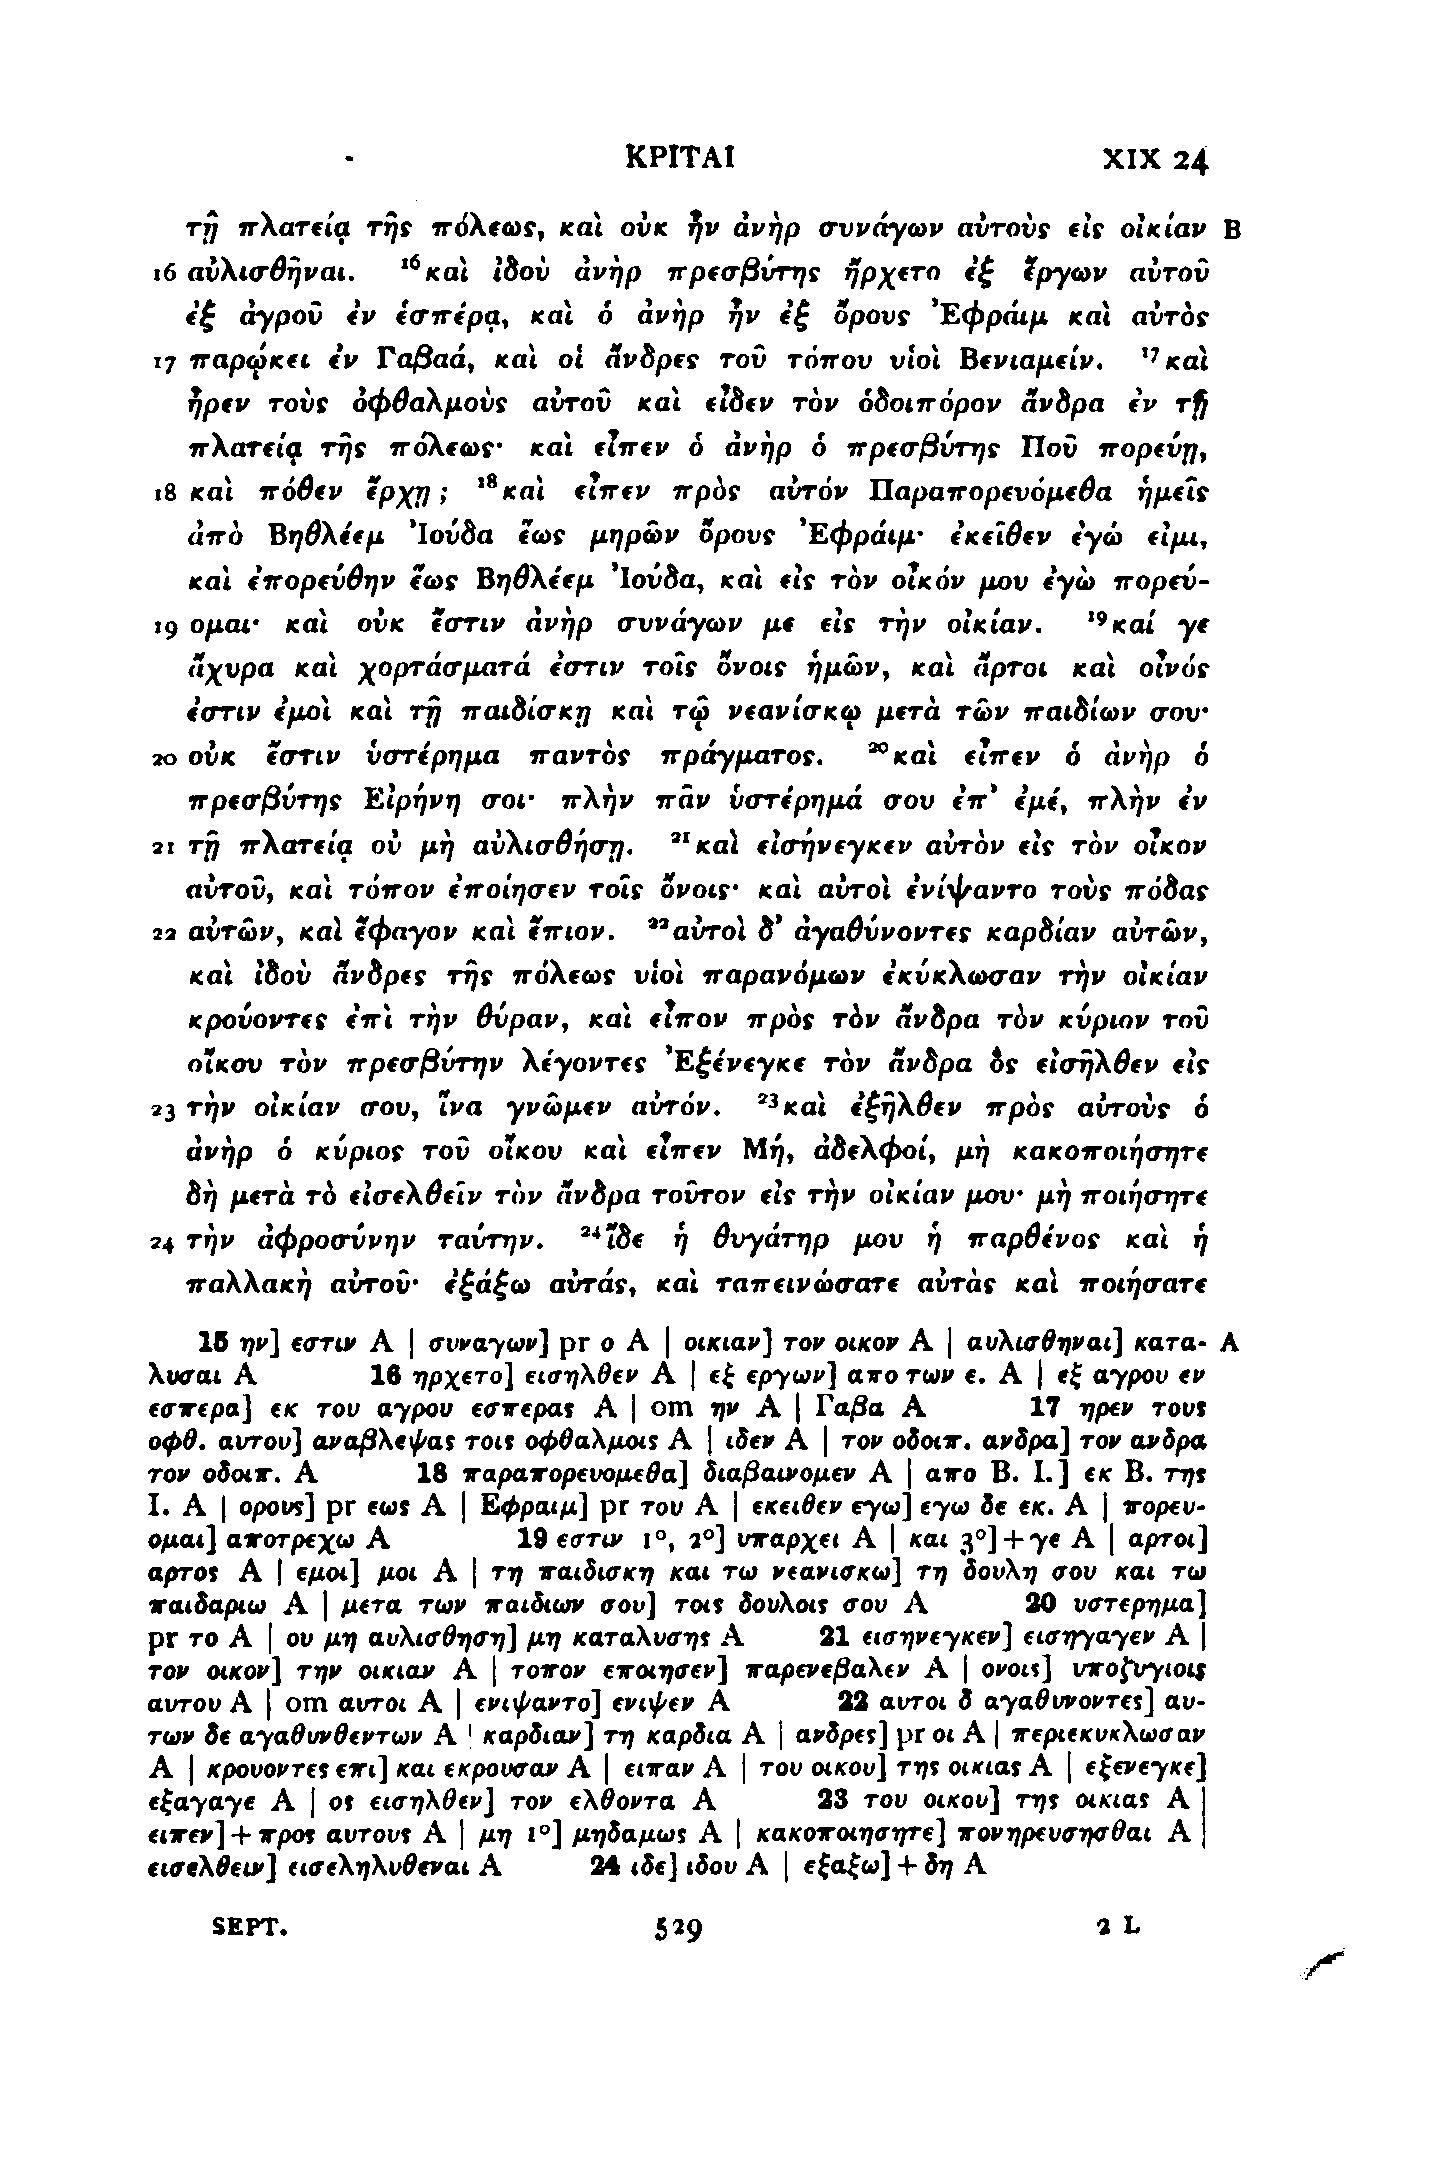 ΚΡΙΤΑΙ XIX 24
τῇ πλατείᾳ τῆς πόλεως, καὶ οὐκ ἦν ἀνὴρ συνάγων αὐτοὺς εἰς οἰκίαν B
16 αὐλισθῆναι. ¹⁶καὶ ἰδοὺ ἀνὴρ πρεσβύτης ἤρχετο ἐξ ἔργων αὐτοῦ
ἐξ ἀγροῦ ἐν ἑσπέρᾳ, καὶ ὁ ἀνὴρ ἦν ἐξ ὄρους Ἐφράιμ καὶ αὐτὸς
17 παρῴκει ἐν Γαβαά, καὶ οἱ ἄνδρες τοῦ τόπου υἱοὶ Βενιαμείν. ¹⁷καὶ
ἦρεν τοὺς ὀφθαλμοὺς αὐτοῦ καὶ εἶδεν τὸν ὁδοιπόρον ἄνδρα ἐν τῇ
πλατείᾳ τῆς πόλεως· καὶ εἶπεν ὁ ἀνὴρ ὁ πρεσβύτης Ποῦ πορεύῃ,
18 καὶ πόθεν ἔρχῃ ; ¹⁸καὶ εἶπεν πρὸς αὐτόν Παραπορευόμεθα ἡμεῖς
ἀπὸ Βηθλέεμ Ἰούδα ἕως μηρῶν ὄρους Ἐφράιμ· ἐκεῖθεν ἐγώ εἰμι,
καὶ ἐπορεύθην ἕως Βηθλέεμ Ἰούδα, καὶ εἰς τὸν οἶκόν μου ἐγὼ πορεύ-
19 ομαι· καὶ οὐκ ἔστιν ἀνὴρ συνάγων με εἰς τὴν οἰκίαν. ¹⁹καί γε
ἄχυρα καὶ χορτάσματά ἐστιν τοῖς ὄνοις ἡμῶν, καὶ ἄρτοι καὶ οἶνός
ἐστιν ἐμοὶ καὶ τῇ παιδίσκῃ καὶ τῷ νεανίσκῳ μετὰ τῶν παιδίων σου·
20 οὐκ ἔστιν ὑστέρημα παντὸς πράγματος. ²⁰καὶ εἶπεν ὁ ἀνὴρ ὁ
πρεσβύτης Εἰρήνη σοι· πλὴν πᾶν ὑστέρημά σου ἐπ' ἐμέ, πλὴν ἐν
21 τῇ πλατείᾳ οὐ μὴ αὐλισθήσῃ. ²¹καὶ εἰσήνεγκεν αὐτὸν εἰς τὸν οἶκον
αὐτοῦ, καὶ τόπον ἐποίησεν τοῖς ὄνοις· καὶ αὐτοὶ ἐνίψαντο τοὺς πόδας
22 αὐτῶν, καὶ ἔφαγον καὶ ἔπιον. ²²αὐτοὶ δ' ἀγαθύνοντες καρδίαν αὐτῶν,
καὶ ἰδοὺ ἄνδρες τῆς πόλεως υἱοὶ παρανόμων ἐκύκλωσαν τὴν οἰκίαν
κρούοντες ἐπὶ τὴν θύραν, καὶ εἶπον πρὸς τὸν ἄνδρα τὸν κύριον τοῦ
οἴκου τὸν πρεσβύτην λέγοντες Ἐξένεγκε τὸν ἄνδρα ὃς εἰσῆλθεν εἰς
23 τὴν οἰκίαν σου, ἵνα γνῶμεν αὐτόν. ²³καὶ ἐξῆλθεν πρὸς αὐτοὺς ὁ
ἀνὴρ ὁ κύριος τοῦ οἴκου καὶ εἶπεν Μή, ἀδελφοί, μὴ κακοποιήσητε
δὴ μετὰ τὸ εἰσελθεῖν τὸν ἄνδρα τοῦτον εἰς τὴν οἰκίαν μου· μὴ ποιήσητε
24 τὴν ἀφροσύνην ταύτην. ²⁴ἴδε ἡ θυγάτηρ μου ἡ παρθένος καὶ ἡ
παλλακὴ αὐτοῦ· ἐξάξω αὐτάς, καὶ ταπεινώσατε αὐτὰς καὶ ποιήσατε
15 ην] εστιν A | συναγων] pr ο A | οικιαν] τον οικον A | αυλισθηναι] κατα- A
λυσαι A 16 ηρχετο] εισηλθεν A | εξ εργων] απο των ε. A | εξ αγρου εν
εσπερα] εκ του αγρου εσπερας A | om ην A | Γαβα A 17 ηρεν τους
οφθ. αυτου] αναβλεψας τοις οφθαλμοις A | ιδεν A | τον οδοιπ. ανδρα] τον ανδρα
τον οδοιπ. A 18 παραπορευομεθα] διαβαινομεν A | απο Β. Ι.] εκ Β. της
Ι. A | ορους] pr εως A | Εφραιμ] pr του A | εκειθεν εγω] εγω δε εκ. A | πορευ-
ομαι] αποτρεχω A 19 εστιν 1°, 2°] υπαρχει A | και 3°]+γε A | αρτοι]
αρτος A | εμοι] μοι A | τη παιδισκη και τω νεανισκω] τη δουλη σου και τω
παιδαριω A | μετα των παιδιων σου] τοις δουλοις σου A 20 υστερημα]
pr το A | ου μη αυλισθηση] μη καταλυσης A 21 εισηνεγκεν] εισηγαγεν A |
τον οικον] την οικιαν A | τοπον εποιησεν] παρενεβαλεν A | ονοις] υποζυγιοις
αυτου A | om αυτοι A | ενιψαντο] ενιψεν A 22 αυτοι δ αγαθυνοντες] αυ-
των δε αγαθυνθεντων A | καρδιαν] τη καρδια A | ανδρες] pr οι A | περιεκυκλωσαν
A | κρουοντες επι] και εκρουσαν A | ειπαν A | του οικου] της οικιας A | εξενεγκε]
εξαγαγε A | ος εισηλθεν] τον ελθοντα A 23 του οικου] της οικιας A |
ειπεν]+προς αυτους A | μη 1°] μηδαμως A | κακοποιησητε] πονηρευσησθαι A |
εισελθειν] εισεληλυθεναι A 24 ιδε] ιδου A | εξαξω]+δη A
SEPT. 529 2 L